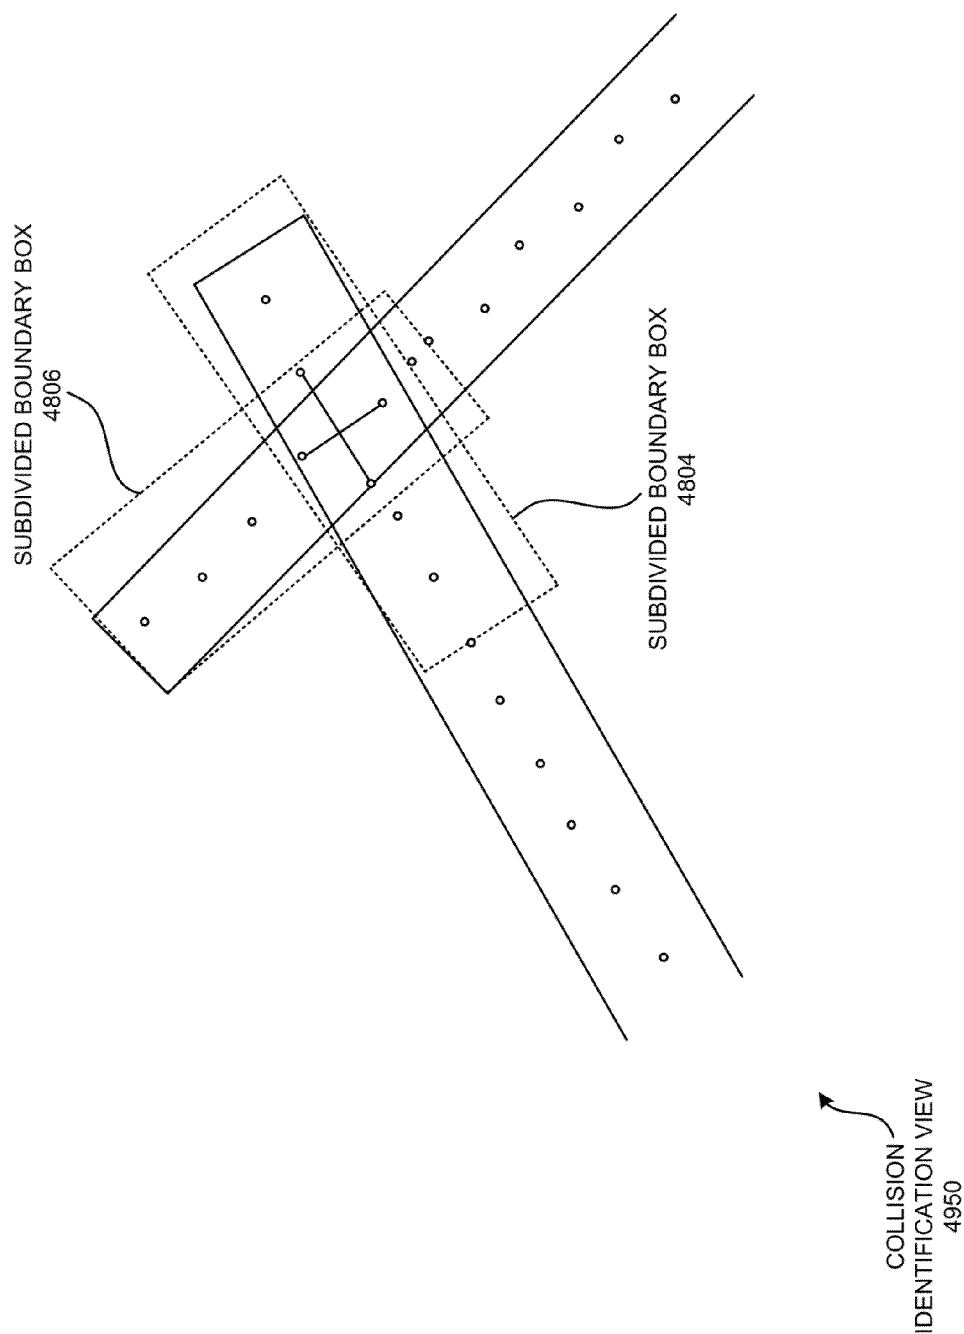 SUBDIVIDED BOUNDARY BOX
4806
SUBDIVIDED BOUNDARY BOX
4804
COLLISION
IDENTIFICATION VIEW
4950